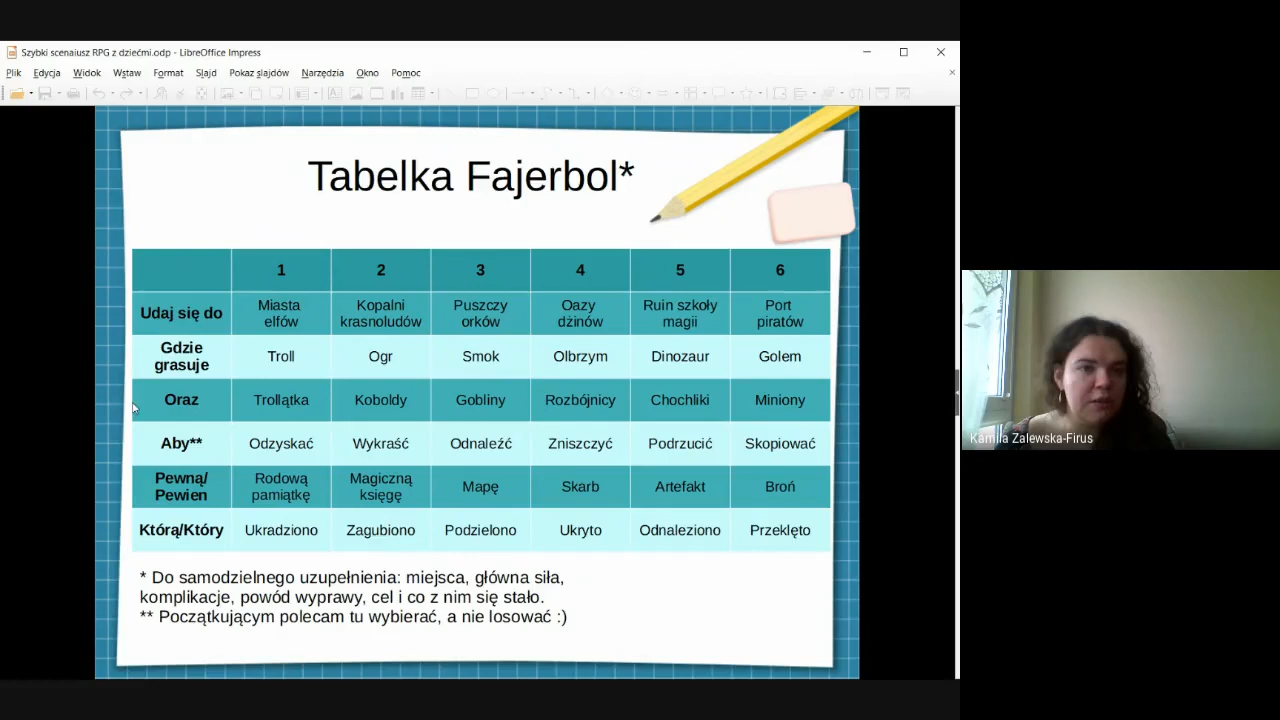 Szybki scenaiusz RPG z dziećmi.odp - LibreOffice Impress
Plik Edycja Widok Wstaw Format Slajd Pokaz slajdów Narzędzia Okno Pomoc
Tabelka Fajerbol*
1 2 3 4 5 6
Udaj się do Miasta elfów Kopalni krasnoludów Puszczy orków Oazy dżinów Ruin szkoły magii Port piratów
Gdzie grasuje Troll Ogr Smok Olbrzym Dinozaur Golem
Oraz Trollątka Koboldy Gobliny Rozbójnicy Chochliki Miniony
Aby** Odzyskać Wykraść Odnaleźć Zniszczyć Podrzucić Skopiować
Pewną/ Pewien Rodową pamiątkę Magiczną księgę Mapę Skarb Artefakt Broń
Którą/Który Ukradziono Zagubiono Podzielono Ukryto Odnaleziono Przeklęto
* Do samodzielnego uzupełnienia: miejsca, główna siła,
komplikacje, powód wyprawy, cel i co z nim się stało.
** Początkującym polecam tu wybierać, a nie losować :)
Kamila Zalewska-Firus